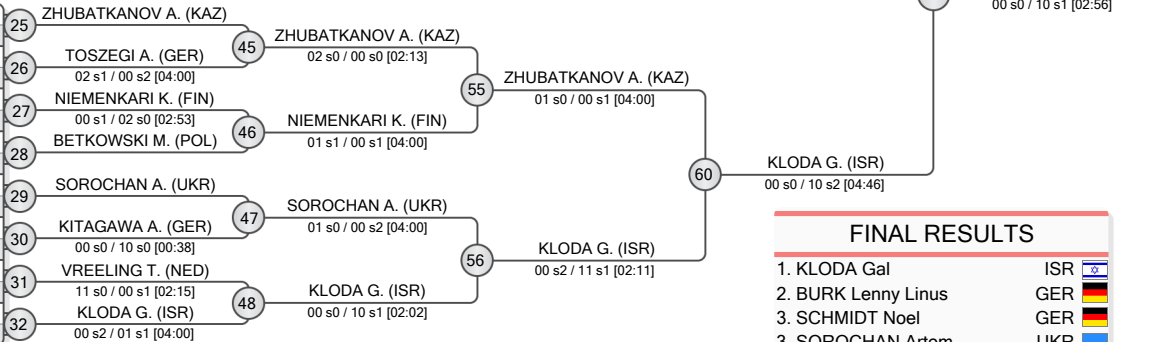 00 s0 / 10 s1 [02:56]
25
ZHUBATKANOV A. (KAZ)
26
TOSZEGI A. (GER)
02 s1 / 00 s2 [04:00]
27
NIEMENKARI K. (FIN)
00 s1 / 02 s0 [02:53]
28
BETKOWSKI M. (POL)
29
SOROCHAN A. (UKR)
30
KITAGAWA A. (GER)
00 s0 / 10 s0 [00:38]
31
VREELING T. (NED)
11 s0 / 00 s1 [02:15]
32
KLODA G. (ISR)
00 s2 / 01 s1 [04:00]
45
ZHUBATKANOV A. (KAZ)
02 s0 / 00 s0 [02:13]
46
NIEMENKARI K. (FIN)
01 s1 / 00 s1 [04:00]
47
SOROCHAN A. (UKR)
01 s0 / 00 s2 [04:00]
48
KLODA G. (ISR)
00 s0 / 10 s1 [02:02]
55
ZHUBATKANOV A. (KAZ)
01 s0 / 00 s1 [04:00]
56
KLODA G. (ISR)
00 s2 / 11 s1 [02:11]
60
KLODA G. (ISR)
00 s0 / 10 s2 [04:46]
FINAL RESULTS
1. KLODA Gal ISR
2. BURK Lenny Linus GER
3. SCHMIDT Noel GER
3. SOROCHAN Artem UKR